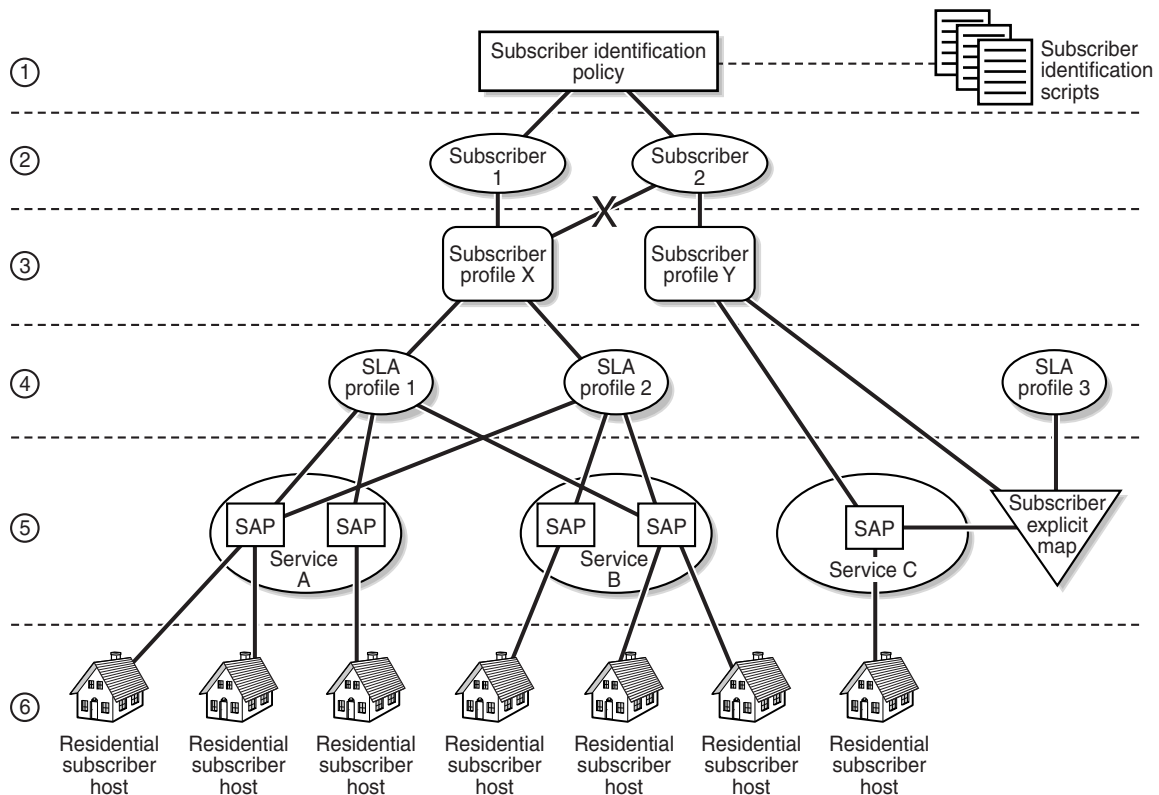 1
Subscriber identification
policy
Subscriber
identification
scripts
2
Subscriber
1
Subscriber
2
X
3
Subscriber
profile X
Subscriber
profile Y
4
SLA
profile 1
SLA
profile 2
SLA
profile 3
5
SAP
SAP
Service
A
SAP
SAP
Service
B
SAP
Service C
Subscriber
explicit
map
6
Residential
subscriber
host
Residential
subscriber
host
Residential
subscriber
host
Residential
subscriber
host
Residential
subscriber
host
Residential
subscriber
host
Residential
subscriber
host